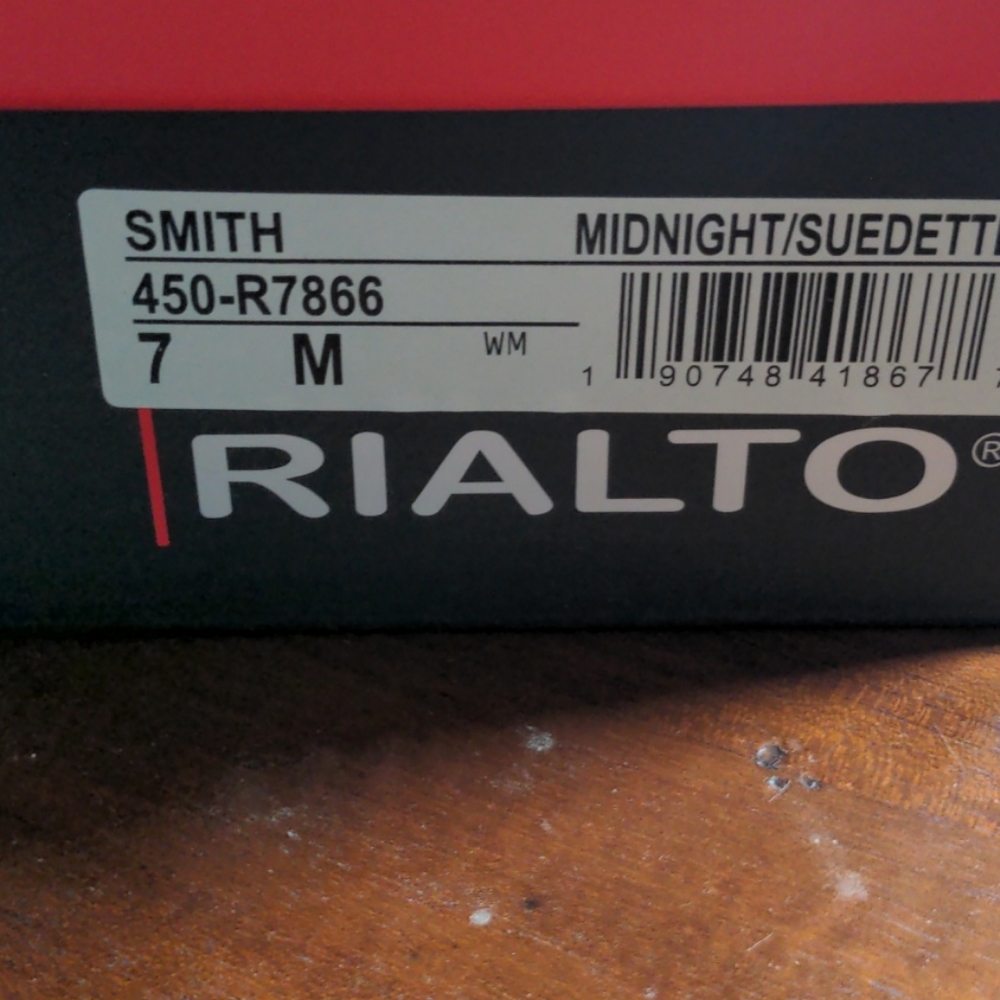 SMITH MIDNIGHT/SUEDETT
450-R7866
7 M WM
1 90748 41867
RIALTO®